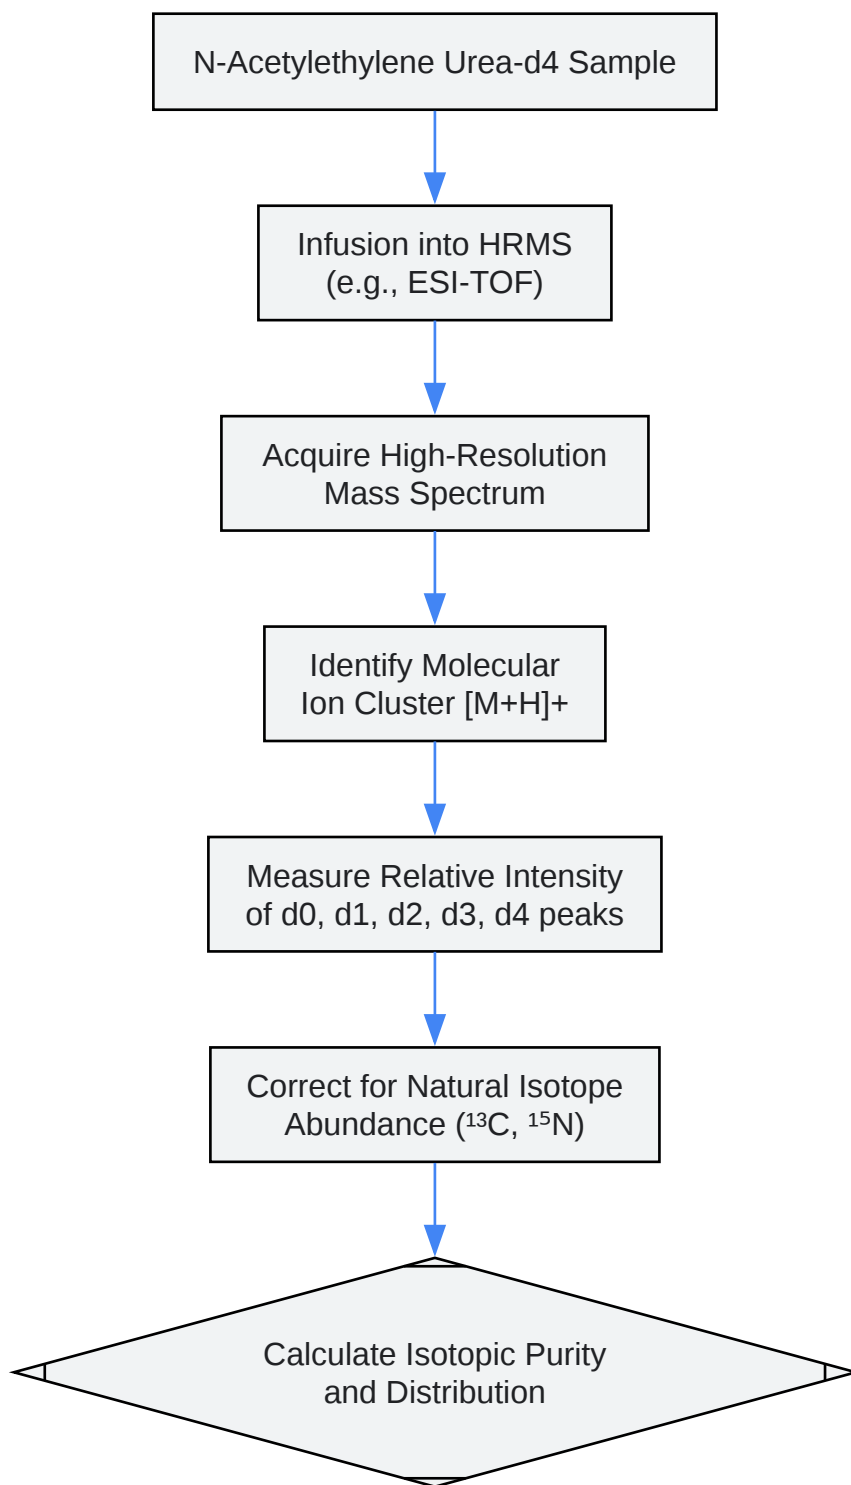 N-Acetylethylene Urea-d4 Sample
Infusion into HRMS
(e.g., ESI-TOF)
Acquire High-Resolution
Mass Spectrum
Identify Molecular
Ion Cluster [M+H]+
Measure Relative Intensity
of d0, d1, d2, d3, d4 peaks
Correct for Natural Isotope
Abundance (¹³C, ¹⁵N)
Calculate Isotopic Purity
and Distribution